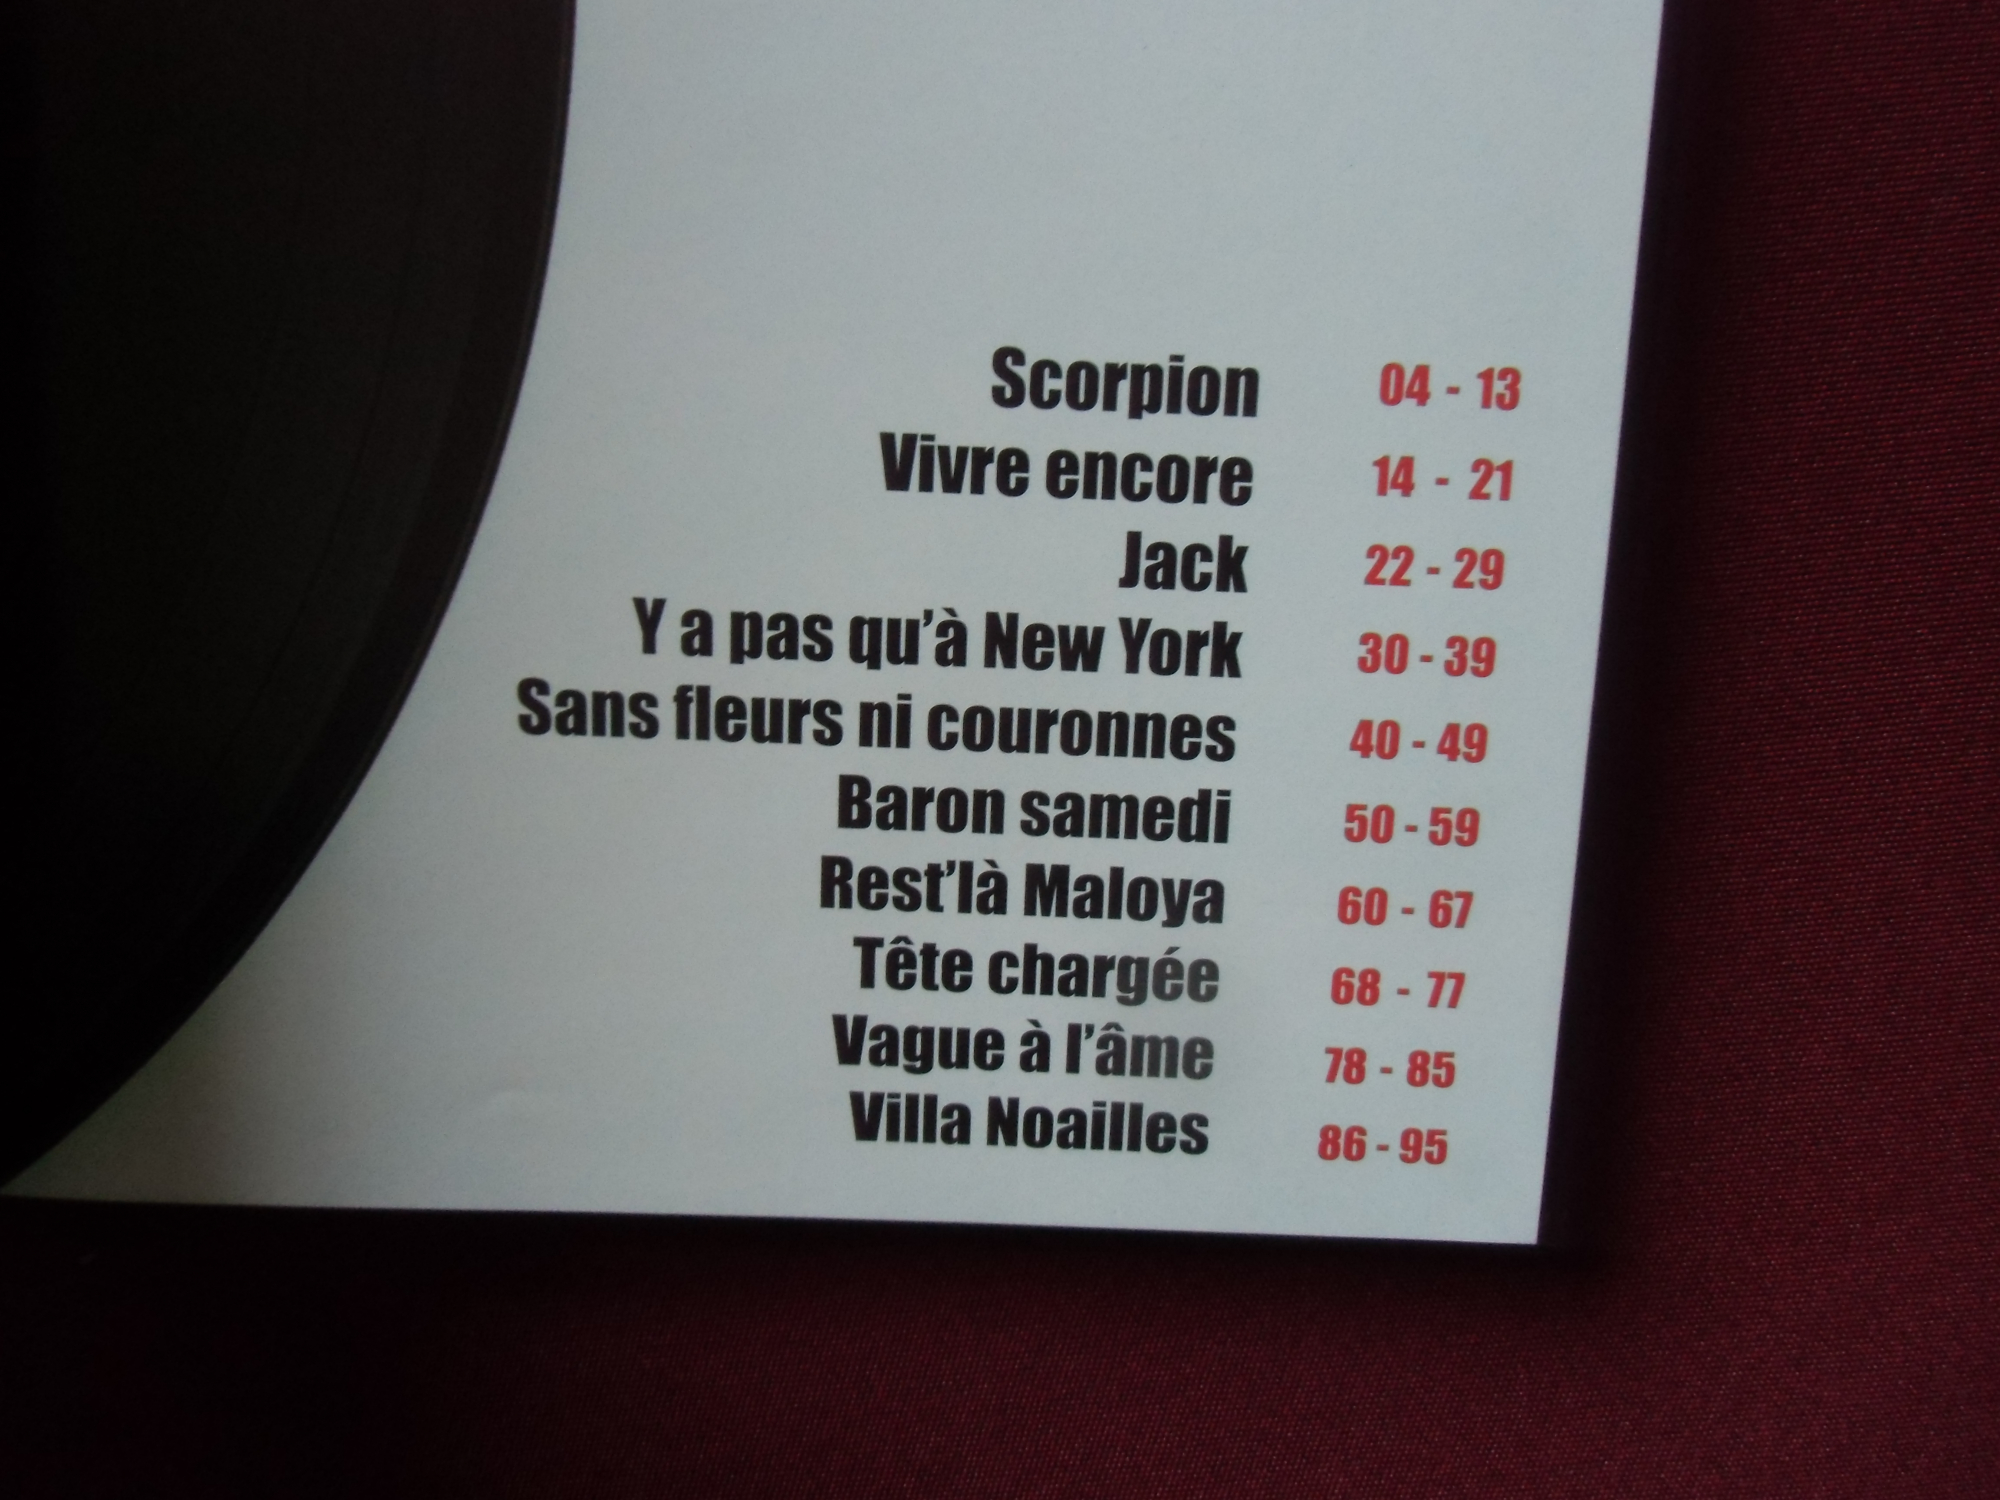 Scorpion 04 - 13
Vivre encore 14 - 21
Jack 22 - 29
Y a pas qu’à New York 30 - 39
Sans fleurs ni couronnes 40 - 49
Baron samedi 50 - 59
Rest’là Maloya 60 - 67
Tête chargée 68 - 77
Vague à l’âme 78 - 85
Villa Noailles 86 - 95